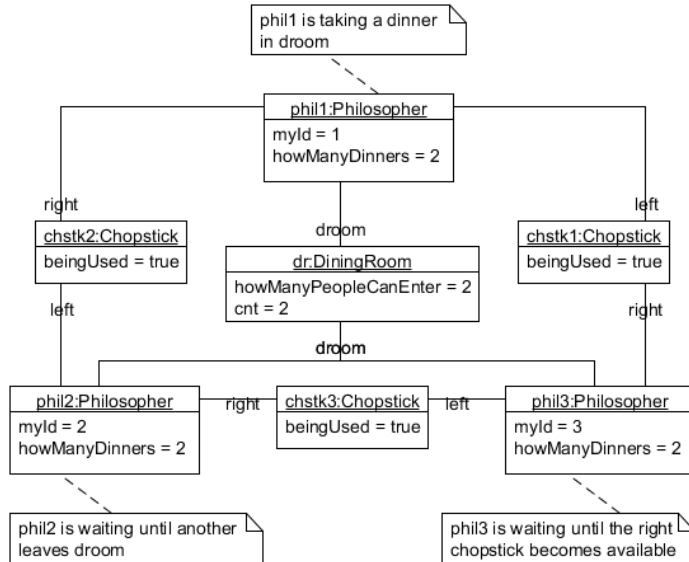 phil1 is taking a dinner
in droom
phil1:Philosopher
myId = 1
howManyDinners = 2
right
left
chstk2:Chopstick
beingUsed = true
droom
chstk1:Chopstick
beingUsed = true
dr:DiningRoom
howManyPeopleCanEnter = 2
cnt = 2
left
right
droom
phil2:Philosopher
myId = 2
howManyDinners = 2
right
chstk3:Chopstick
beingUsed = true
left
phil3:Philosopher
myId = 3
howManyDinners = 2
phil2 is waiting until another
leaves droom
phil3 is waiting until the right
chopstick becomes available